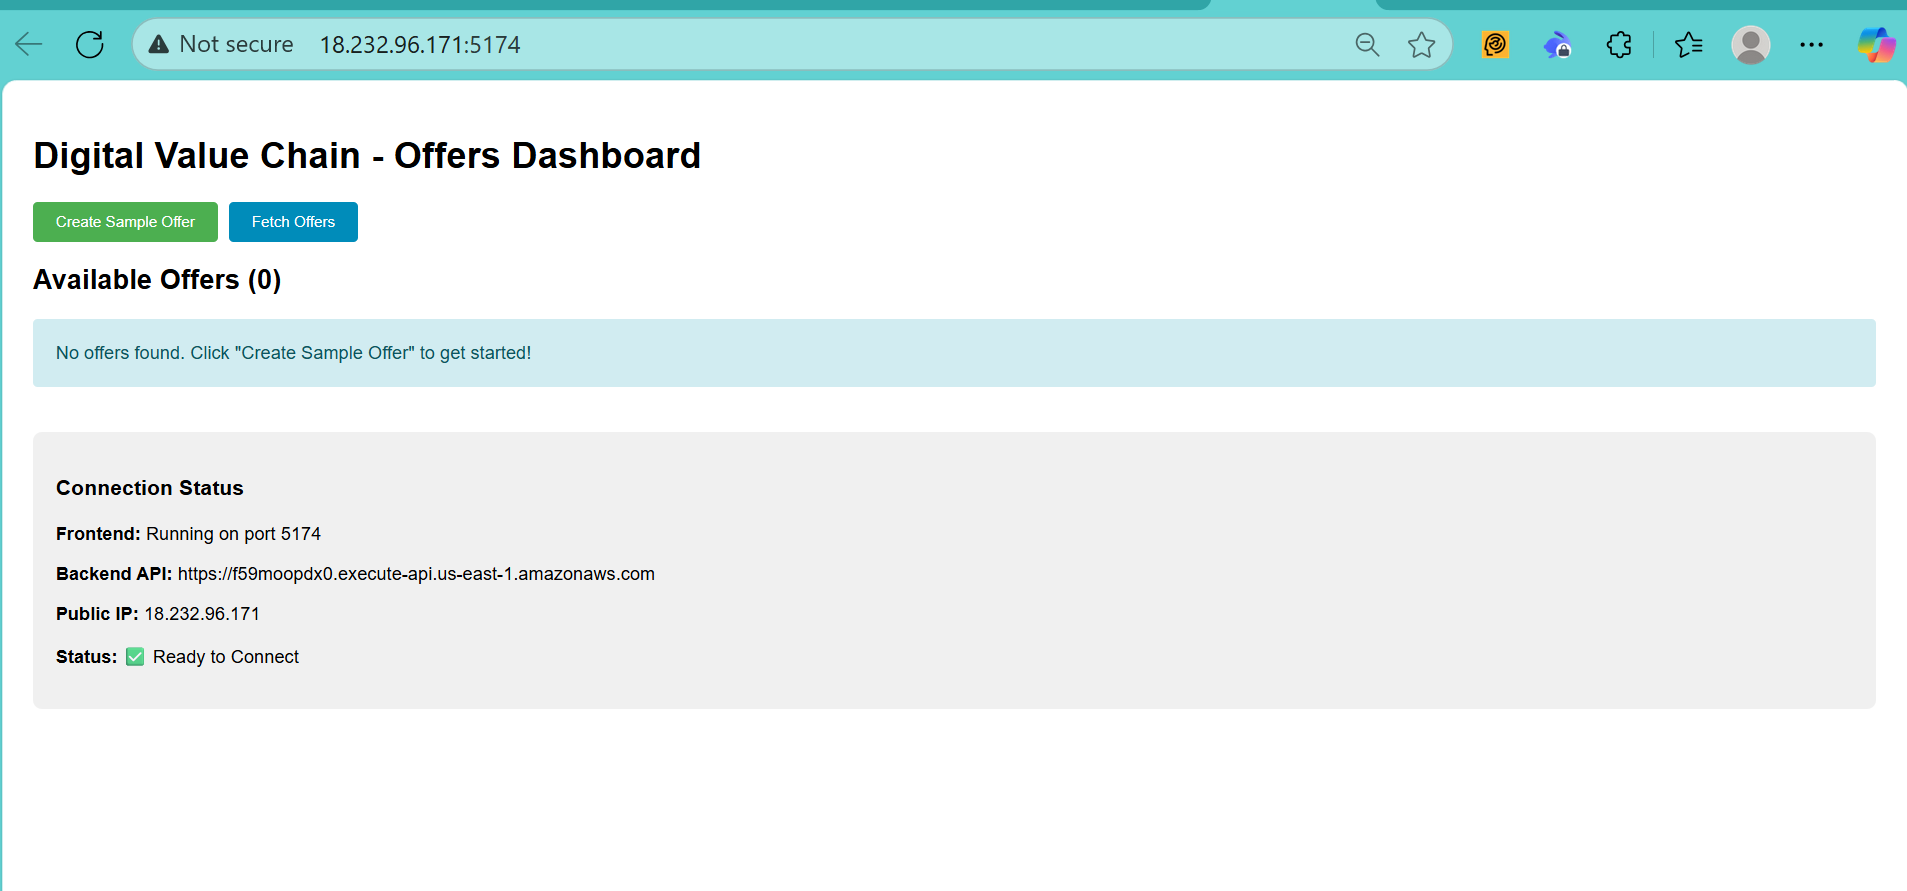 Not secure 18.232.96.171:5174
Digital Value Chain - Offers Dashboard
Create Sample Offer Fetch Offers
Available Offers (0)
No offers found. Click "Create Sample Offer" to get started!
Connection Status
Frontend: Running on port 5174
Backend API: https://f59moopdx0.execute-api.us-east-1.amazonaws.com
Public IP: 18.232.96.171
Status: ✅ Ready to Connect